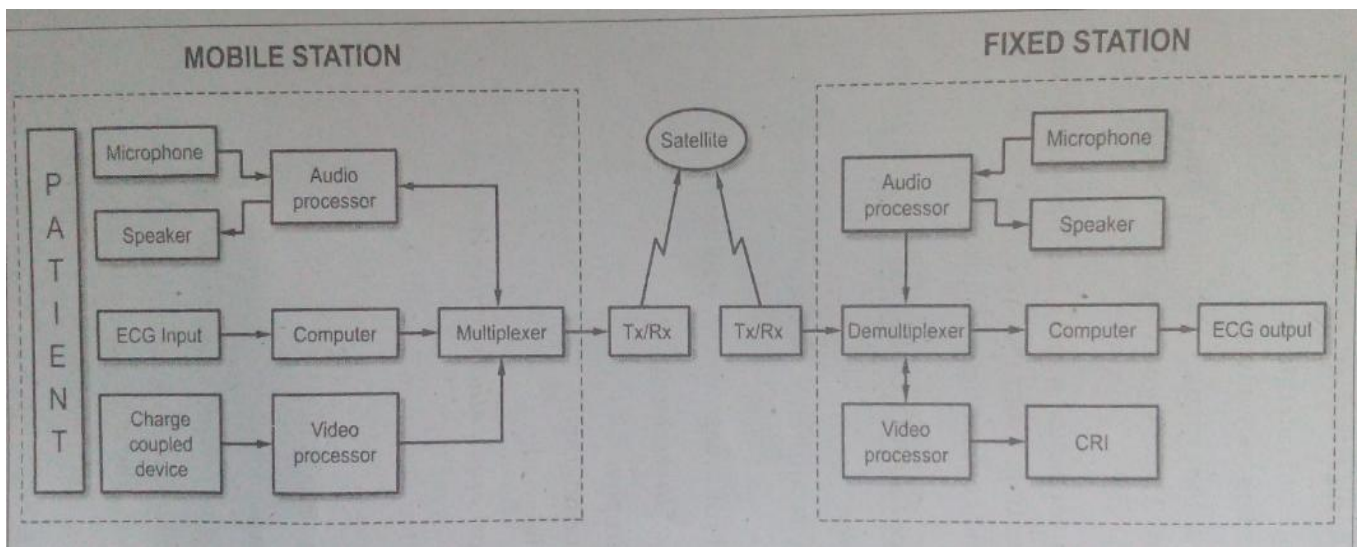 MOBILE STATION
FIXED STATION
PATIENT
Microphone
Audio
processor
Speaker
ECG Input
Computer
Multiplexer
Charge
coupled
device
Video
processor
Tx/Rx
Satellite
Tx/Rx
Audio
processor
Microphone
Speaker
Demultiplexer
Computer
ECG output
Video
processor
CRI